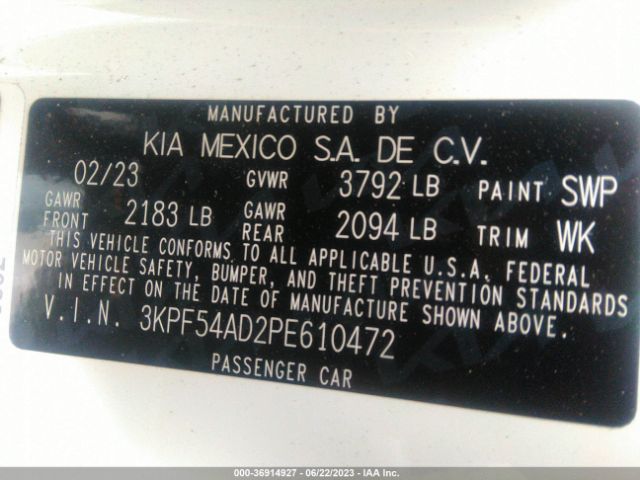 MANUFACTURED BY
KIA MEXICO S.A. DE C.V.
02/23 GVWR 3792 LB PAINT SWP
GAWR FRONT 2183 LB GAWR REAR 2094 LB TRIM WK
THIS VEHICLE CONFORMS TO ALL APPLICABLE U.S.A. FEDERAL
MOTOR VEHICLE SAFETY, BUMPER, AND THEFT PREVENTION STANDARDS
IN EFFECT ON THE DATE OF MANUFACTURE SHOWN ABOVE.
V.I.N. 3KPF54AD2PE610472
PASSENGER CAR
000-36914927 - 06/22/2023 - IAA Inc.